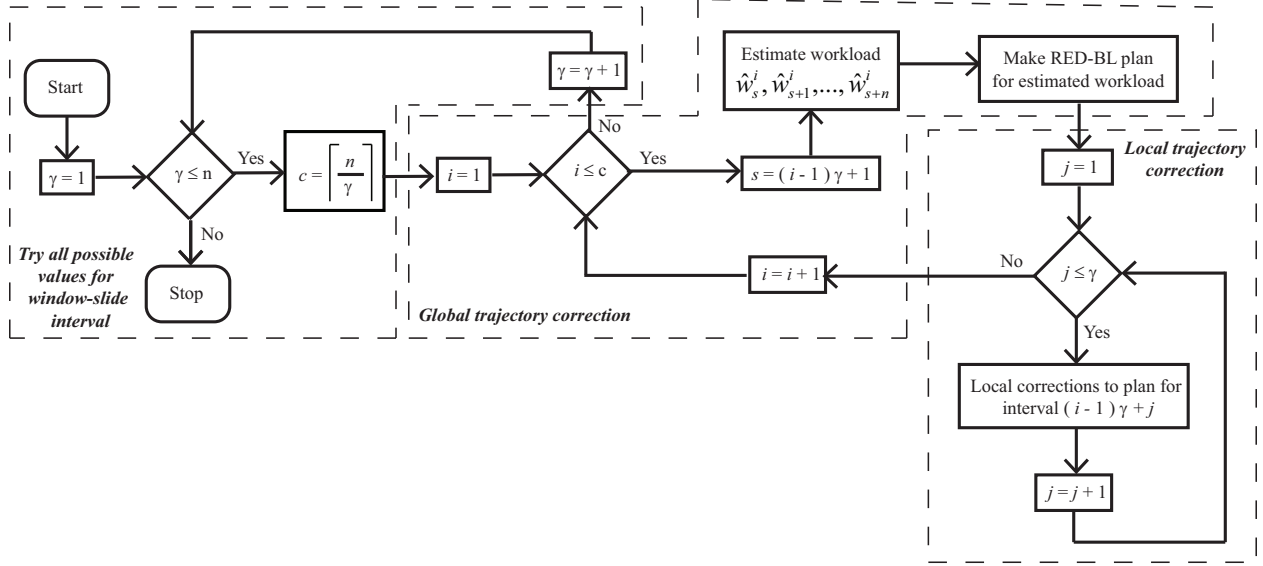 Start
γ = 1
γ ≤ n
Yes
No
Stop
Try all possible
values for
window-slide
interval
c = ⌈ n / γ ⌉
γ = γ + 1
i = 1
i ≤ c
No
Yes
s = ( i - 1 ) γ + 1
i = i + 1
Global trajectory correction
Estimate workload
ŵ_s^i, ŵ_{s+1}^i,..., ŵ_{s+n}^i
Make RED-BL plan
for estimated workload
Local trajectory
correction
j = 1
j ≤ γ
No
Yes
Local corrections to plan for
interval ( i - 1 ) γ + j
j = j + 1